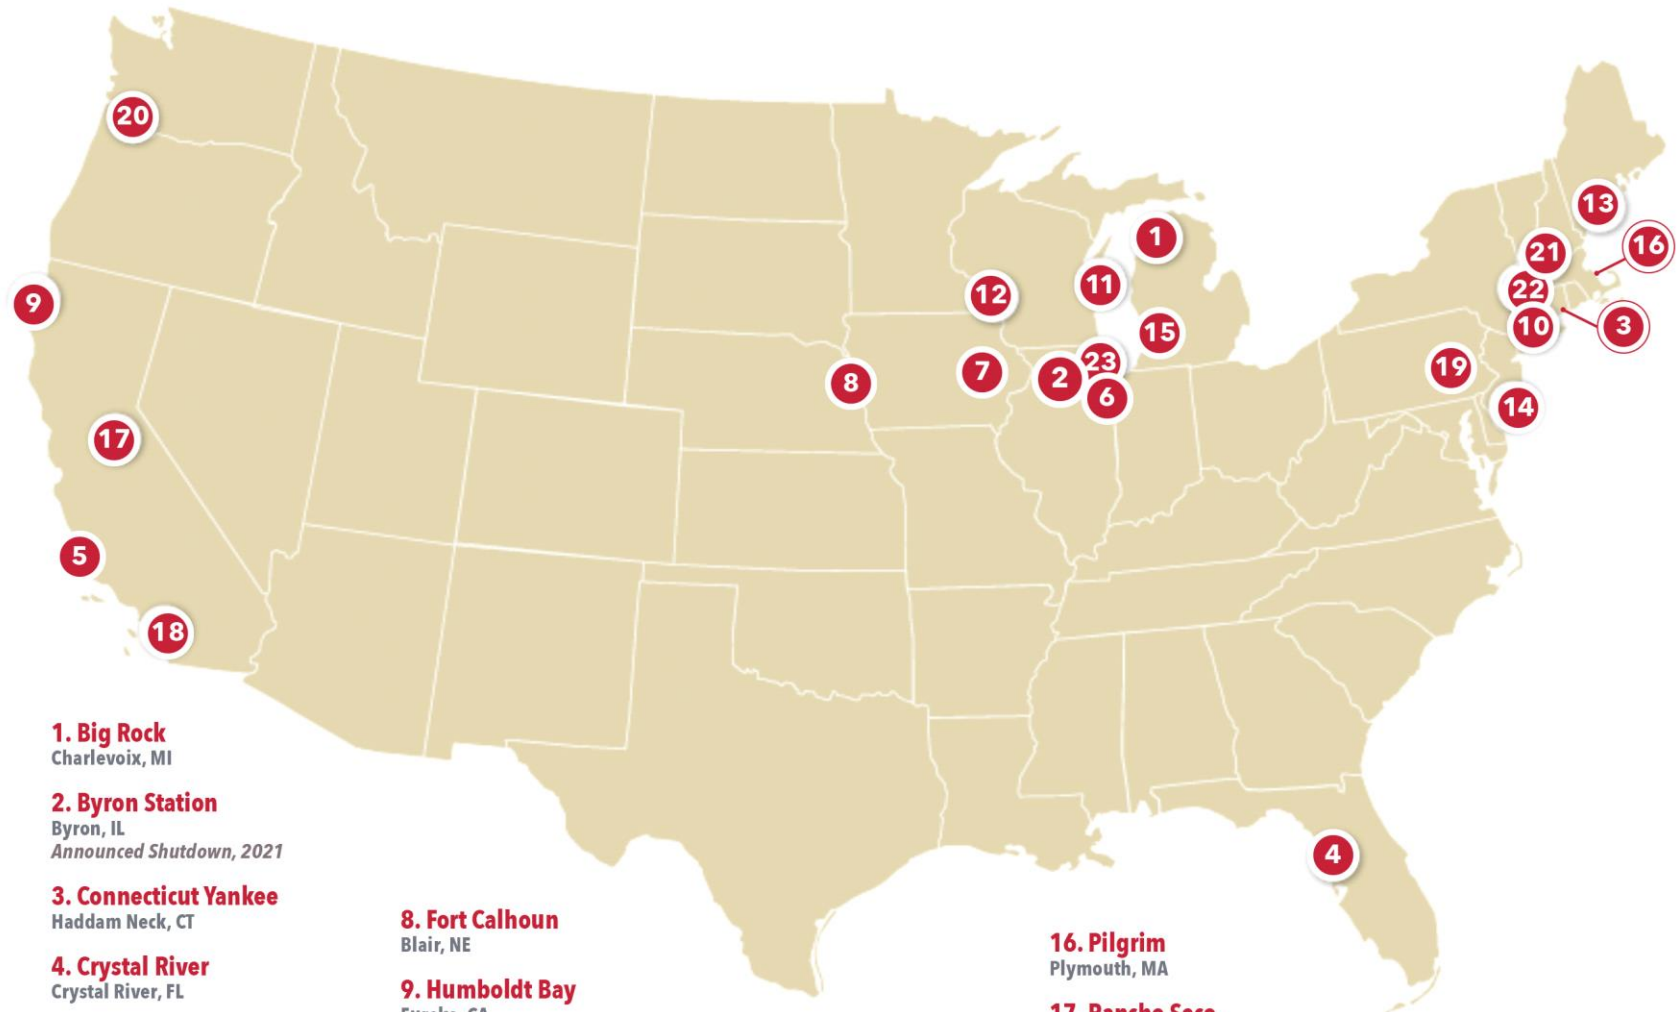 20
13
16
1
21
11
22
12
9
10
3
15
23
19
7
2
8
6
14
17
5
18
4
1. Big Rock
Charlevoix, MI
2. Byron Station
Byron, IL
Announced Shutdown, 2021
3. Connecticut Yankee
Haddam Neck, CT
4. Crystal River
Crystal River, FL
8. Fort Calhoun
Blair, NE
9. Humboldt Bay
16. Pilgrim
Plymouth, MA
17. Rancho Seco